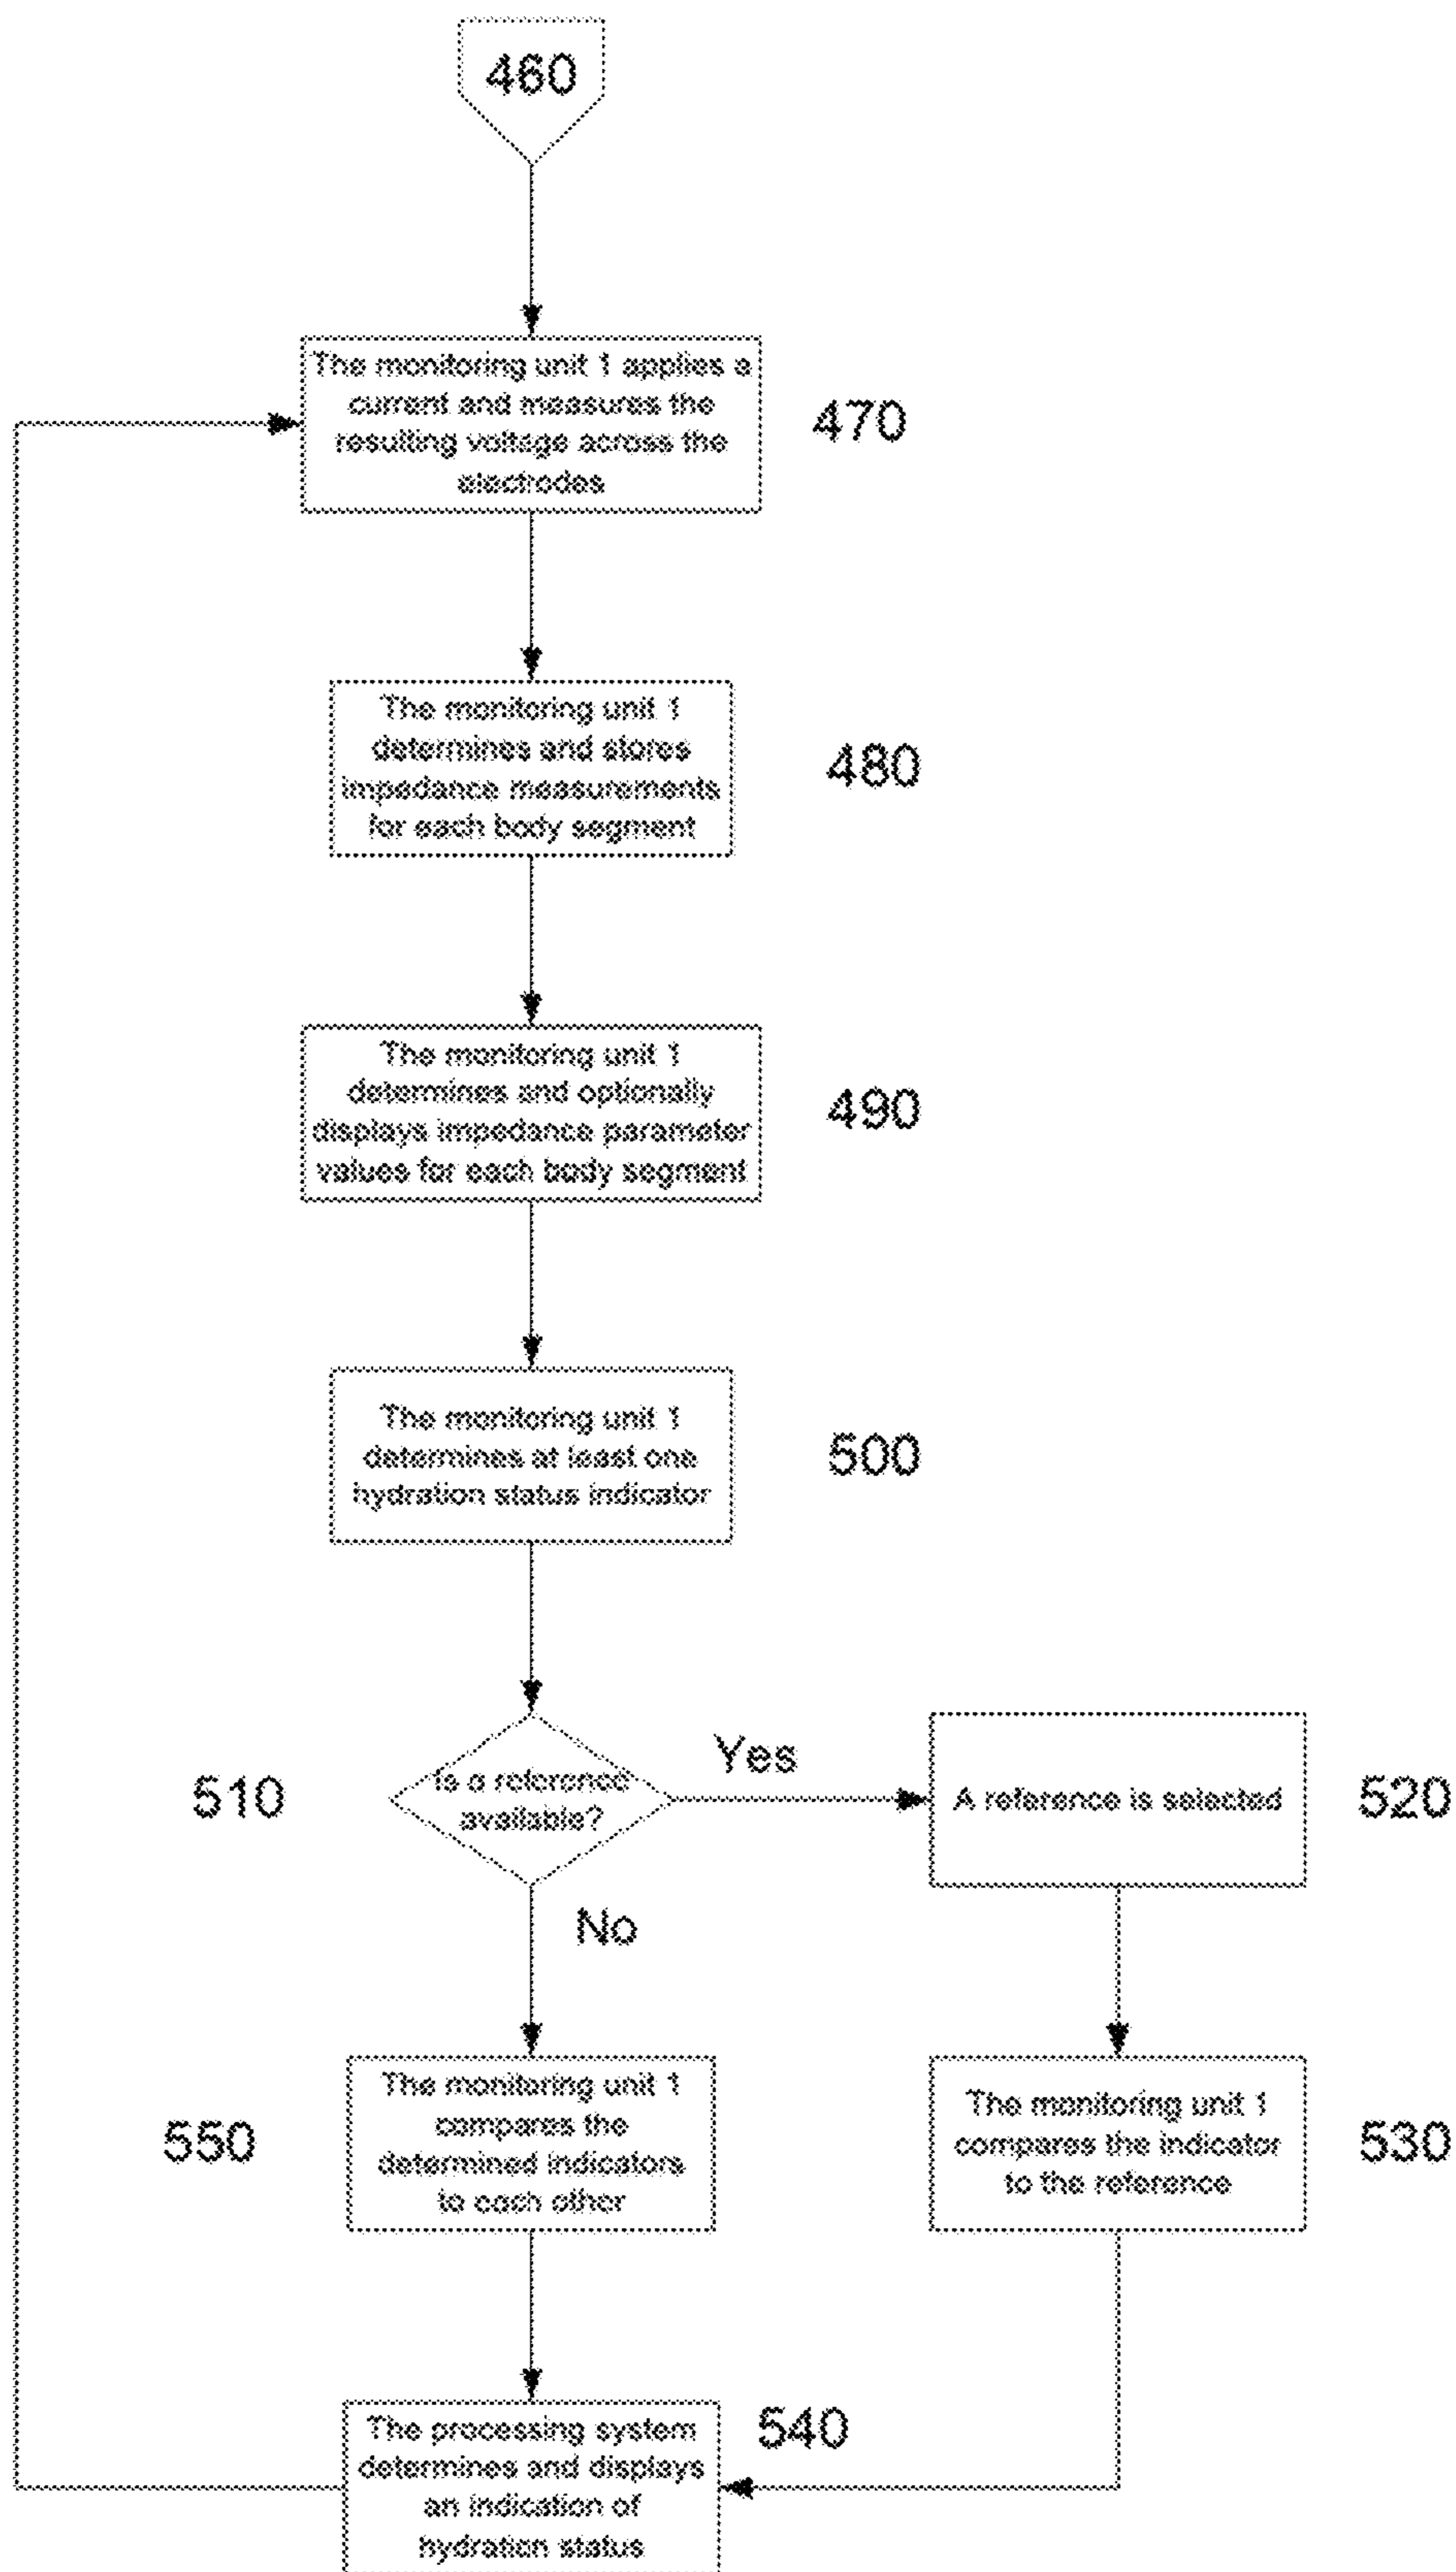 460
The monitoring unit 1 applies a
current and measures the
resulting voltage across the
electrodes
470
The monitoring unit 1
determines and stores
impedance measurements
for each body segment
480
The monitoring unit 1
determines and optionally
displays impedance parameter
values for each body segment
490
The monitoring unit 1
determines at least one
hydration status indicator
500
510
Is a reference
available?
Yes
A reference is selected
520
No
550
The monitoring unit 1
compares the
determined indicators
to each other
The monitoring unit 1
compares the indicator
to the reference
530
The processing system
determines and displays
an indication of
hydration status
540